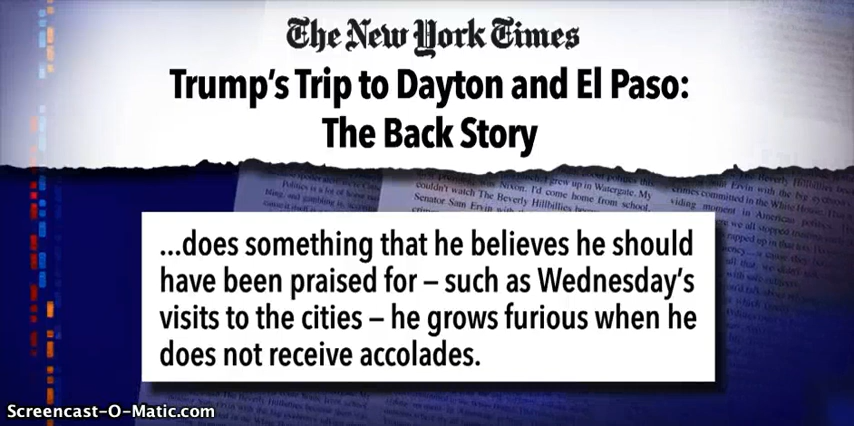 The New York Times
Trump's Trip to Dayton and El Paso:
The Back Story
...does something that he believes he should
have been praised for – such as Wednesday's
visits to the cities – he grows furious when he
does not receive accolades.
Screencast-O-Matic.com